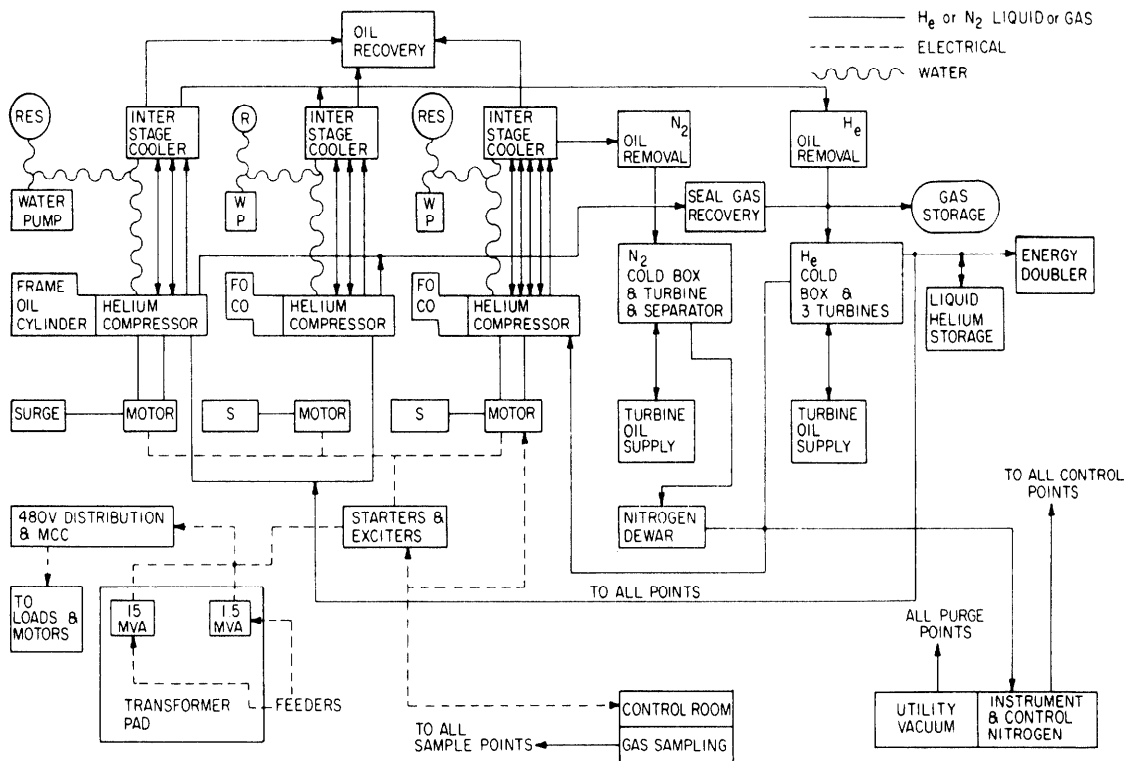 OIL
RECOVERY
He or N2 LIQUID or GAS
ELECTRICAL
WATER
RES
INTER
STAGE
COOLER
R
INTER
STAGE
COOLER
RES
INTER
STAGE
COOLER
N2
OIL
REMOVAL
He
OIL
REMOVAL
WATER
PUMP
W
P
W
P
SEAL GAS
RECOVERY
GAS
STORAGE
FRAME
OIL
CYLINDER
HELIUM
COMPRESSOR
FO
CO
HELIUM
COMPRESSOR
FO
CO
HELIUM
COMPRESSOR
N2
COLD BOX
& TURBINE
& SEPARATOR
He
COLD
BOX &
3 TURBINES
ENERGY
DOUBLER
LIQUID
HELIUM
STORAGE
SURGE
MOTOR
S
MOTOR
S
MOTOR
TURBINE
OIL
SUPPLY
TURBINE
OIL
SUPPLY
TO ALL CONTROL
POINTS
480V DISTRIBUTION
& MCC
STARTERS &
EXCITERS
NITROGEN
DEWAR
TO ALL POINTS
TO
LOADS &
MOTORS
15
MVA
1.5
MVA
ALL PURGE
POINTS
TRANSFORMER
PAD
FEEDERS
CONTROL ROOM
TO ALL
SAMPLE POINTS
GAS SAMPLING
UTILITY
VACUUM
INSTRUMENT
& CONTROL
NITROGEN